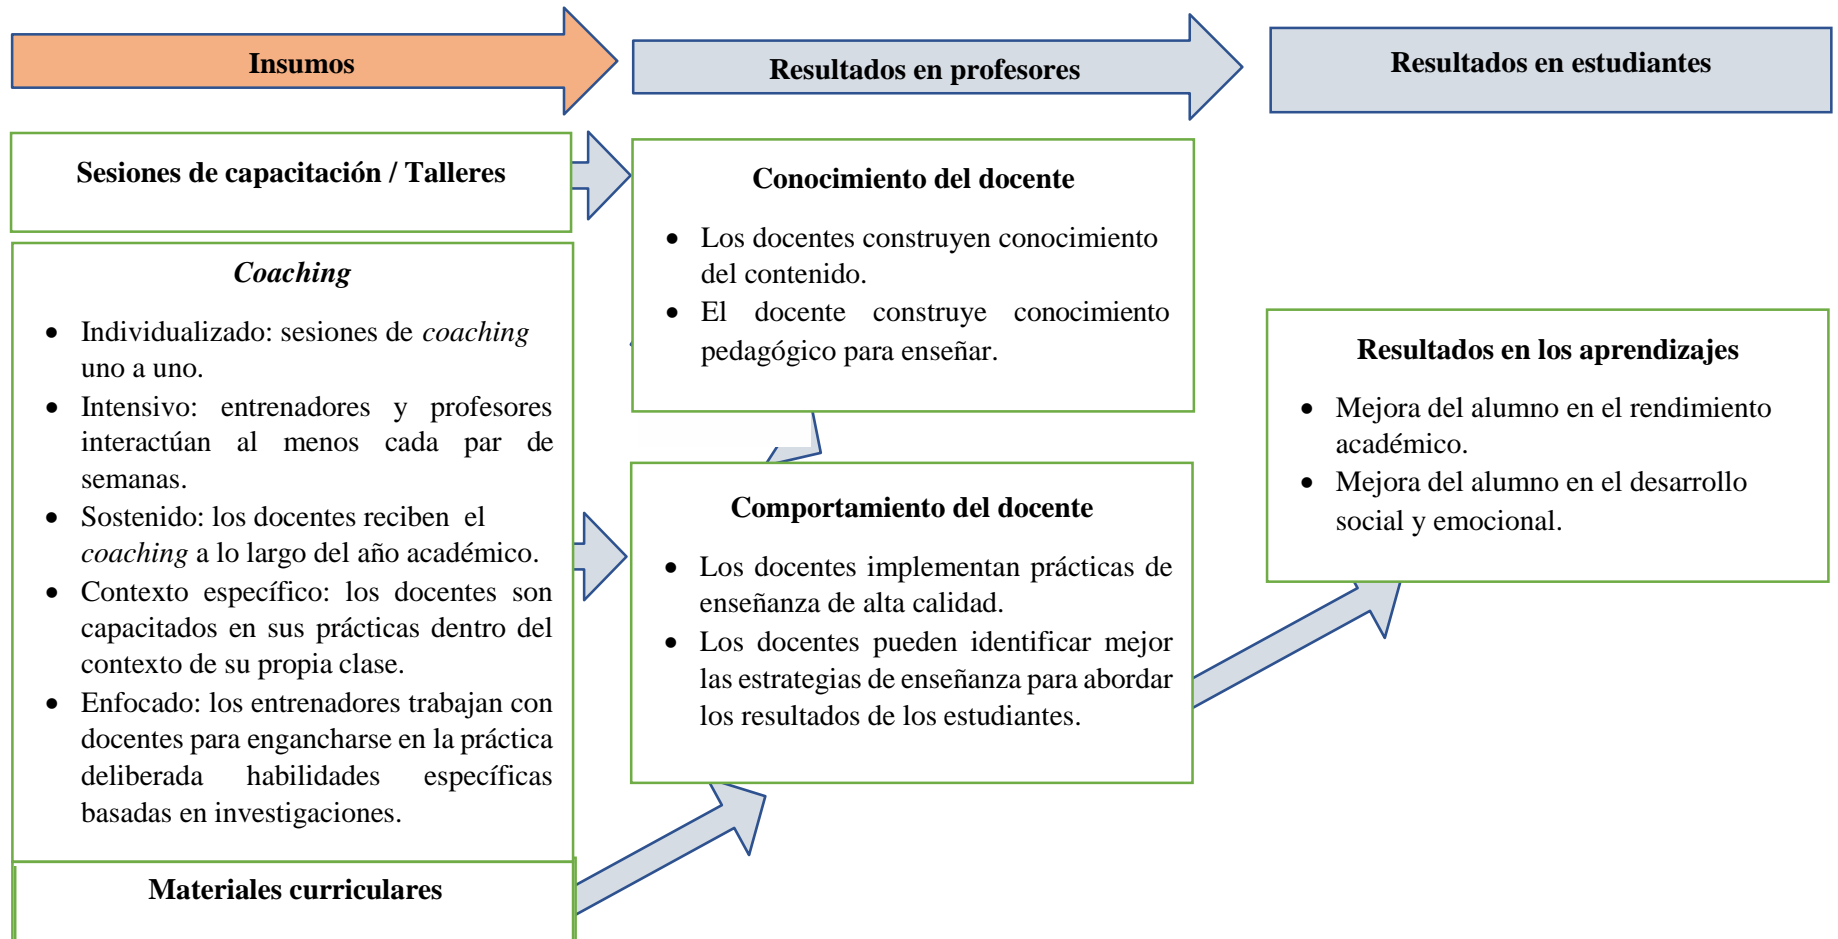 Insumos
Resultados en profesores
Resultados en estudiantes
Sesiones de capacitación / Talleres
Coaching
• Individualizado: sesiones de coaching
uno a uno.
• Intensivo: entrenadores y profesores
interactúan al menos cada par de
semanas.
• Sostenido: los docentes reciben el
coaching a lo largo del año académico.
• Contexto específico: los docentes son
capacitados en sus prácticas dentro del
contexto de su propia clase.
• Enfocado: los entrenadores trabajan con
docentes para engancharse en la práctica
deliberada habilidades específicas
basadas en investigaciones.
Materiales curriculares
Conocimiento del docente
• Los docentes construyen conocimiento
del contenido.
• El docente construye conocimiento
pedagógico para enseñar.
Comportamiento del docente
• Los docentes implementan prácticas de
enseñanza de alta calidad.
• Los docentes pueden identificar mejor
las estrategias de enseñanza para abordar
los resultados de los estudiantes.
Resultados en los aprendizajes
• Mejora del alumno en el rendimiento
académico.
• Mejora del alumno en el desarrollo
social y emocional.